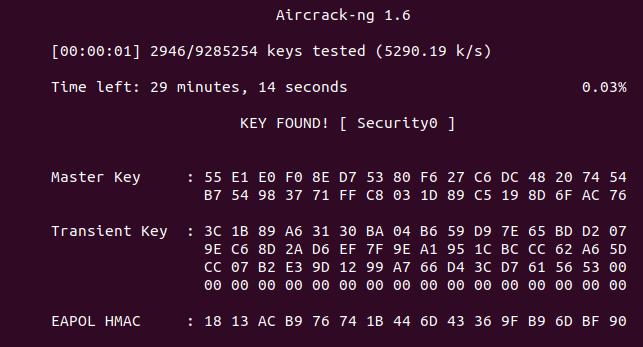 Aircrack-ng 1.6
[00:00:01] 2946/9285254 keys tested (5290.19 k/s)
Time left: 29 minutes, 14 seconds 0.03%
KEY FOUND! [ Security0 ]
Master Key : 55 E1 E0 F0 8E D7 53 80 F6 27 C6 DC 48 20 74 54
B7 54 98 37 71 FF C8 03 1D 89 C5 19 8D 6F AC 76
Transient Key : 3C 1B 89 A6 31 30 BA 04 B6 59 D9 7E 65 BD D2 07
9E C6 8D 2A D6 EF 7F 9E A1 95 1C BC CC 62 A6 5D
CC 07 B2 E3 9D 12 99 A7 66 D4 3C D7 61 56 53 00
00 00 00 00 00 00 00 00 00 00 00 00 00 00 00 00
EAPOL HMAC : 18 13 AC B9 76 74 1B 44 6D 43 36 9F B9 6D BF 90